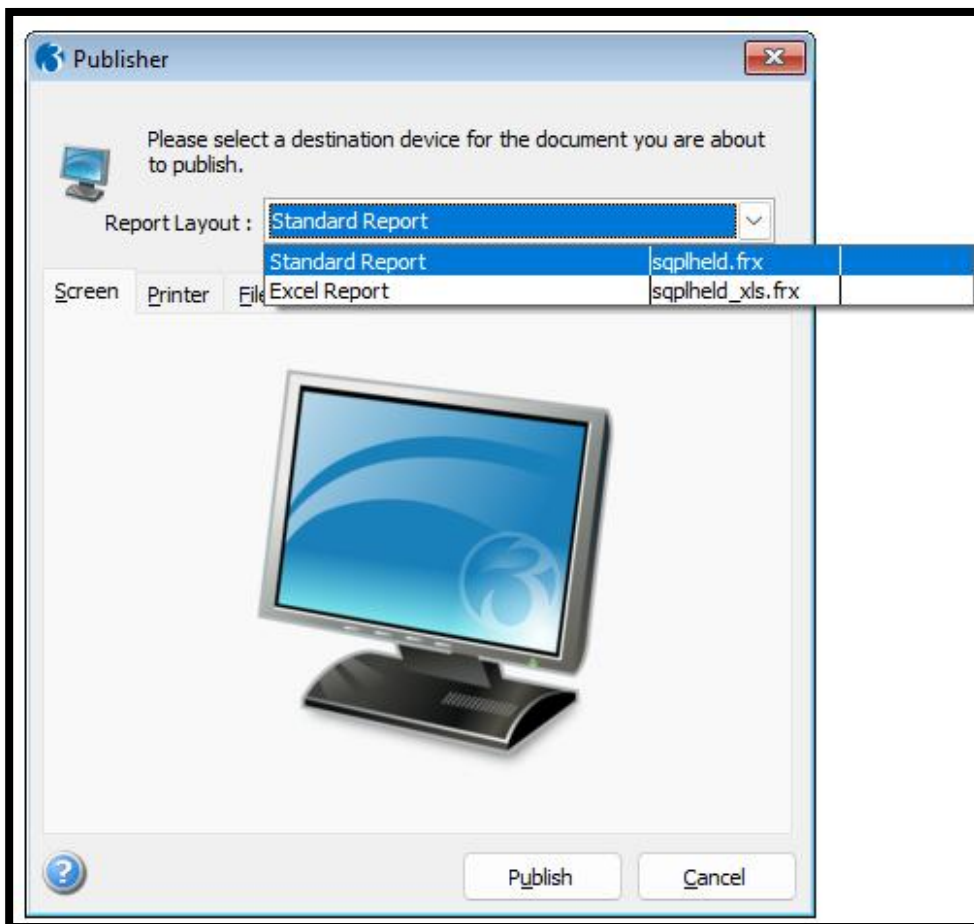 Publisher
Please select a destination device for the document you are about
to publish.
Report Layout : Standard Report
Standard Report sqplheld.frx
Excel Report sqplheld_xls.frx
Screen Printer File
Publish Cancel